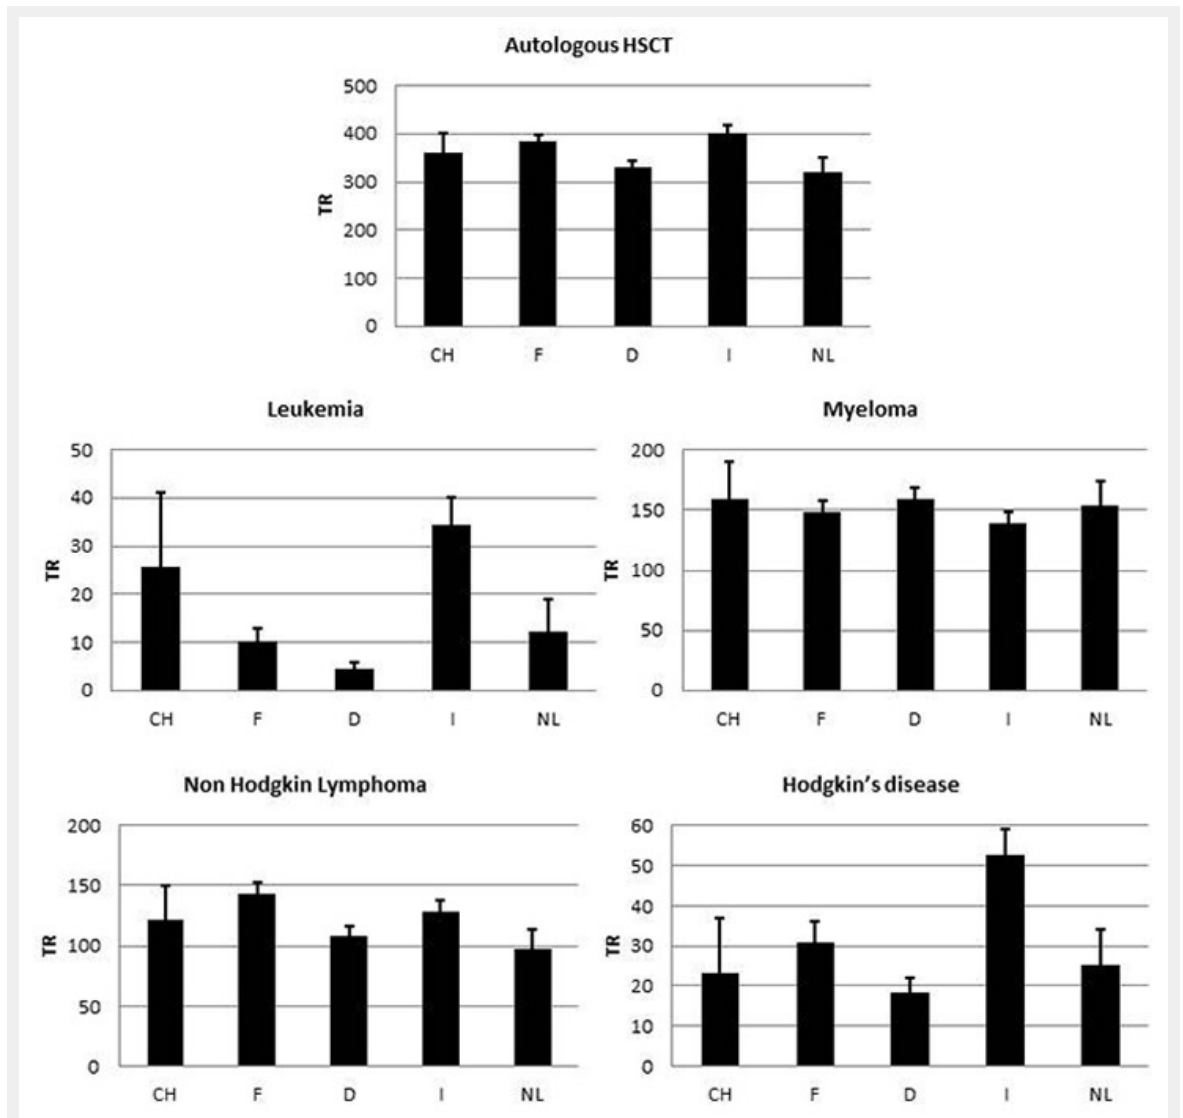 Autologous HSCT
500
400
300
200
100
0
TR
CH F D I NL
Leukemia
50
40
30
20
10
0
TR
CH F D I NL
Myeloma
200
150
100
50
0
TR
CH F D I NL
Non Hodgkin Lymphoma
200
150
100
50
0
TR
CH F D I NL
Hodgkin’s disease
60
50
40
30
20
10
0
TR
CH F D I NL